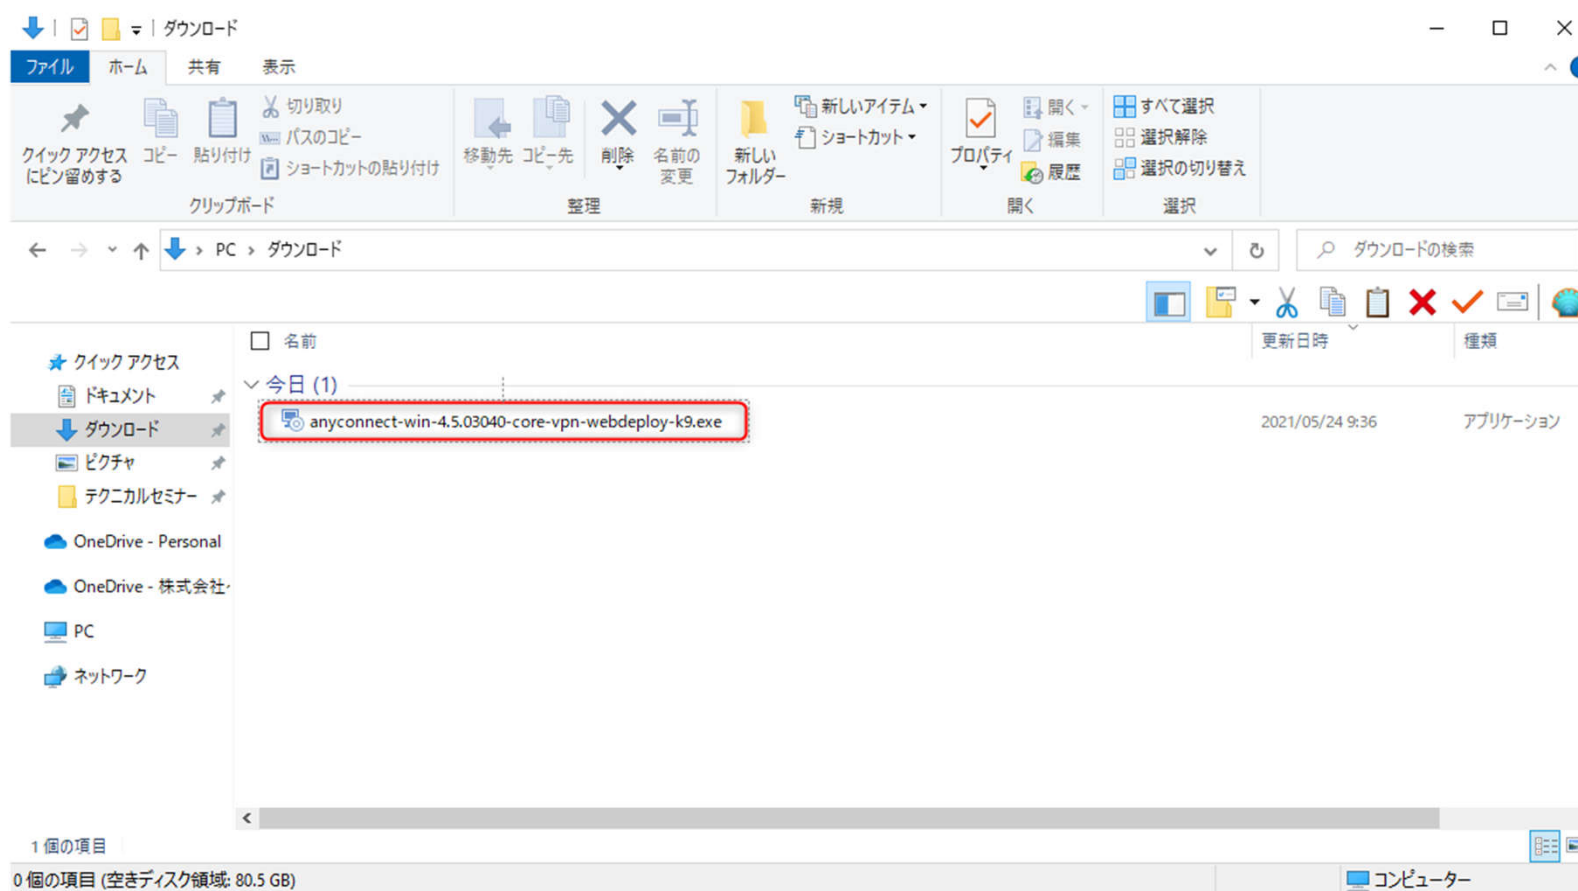 ダウンロード
ファイル ホーム 共有 表示
クイック アクセス
にピン留めする
コピー
貼り付け
切り取り
パスのコピー
ショートカットの貼り付け
クリップボード
移動先
コピー先
削除
名前の
変更
整理
新しい
フォルダー
新しいアイテム
ショートカット
新規
プロパティ
開く
編集
履歴
開く
すべて選択
選択解除
選択の切り替え
選択
PC › ダウンロード
ダウンロードの検索
名前 更新日時 種類
今日 (1)
anyconnect-win-4.5.03040-core-vpn-webdeploy-k9.exe 2021/05/24 9:36 アプリケーション
クイック アクセス
ドキュメント
ダウンロード
ピクチャ
テクニカルセミナー
OneDrive - Personal
OneDrive - 株式会社
PC
ネットワーク
1 個の項目
0 個の項目 (空きディスク領域: 80.5 GB)
コンピューター